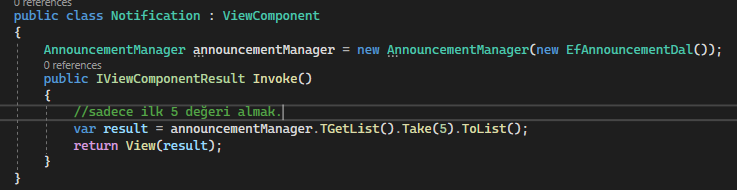 0 references
public class Notification : ViewComponent
{
AnnouncementManager announcementManager = new AnnouncementManager(new EfAnnouncementDal());
0 references
public IViewComponentResult Invoke()
{
//sadece ilk 5 değeri almak.
var result = announcementManager.TGetList().Take(5).ToList();
return View(result);
}
}